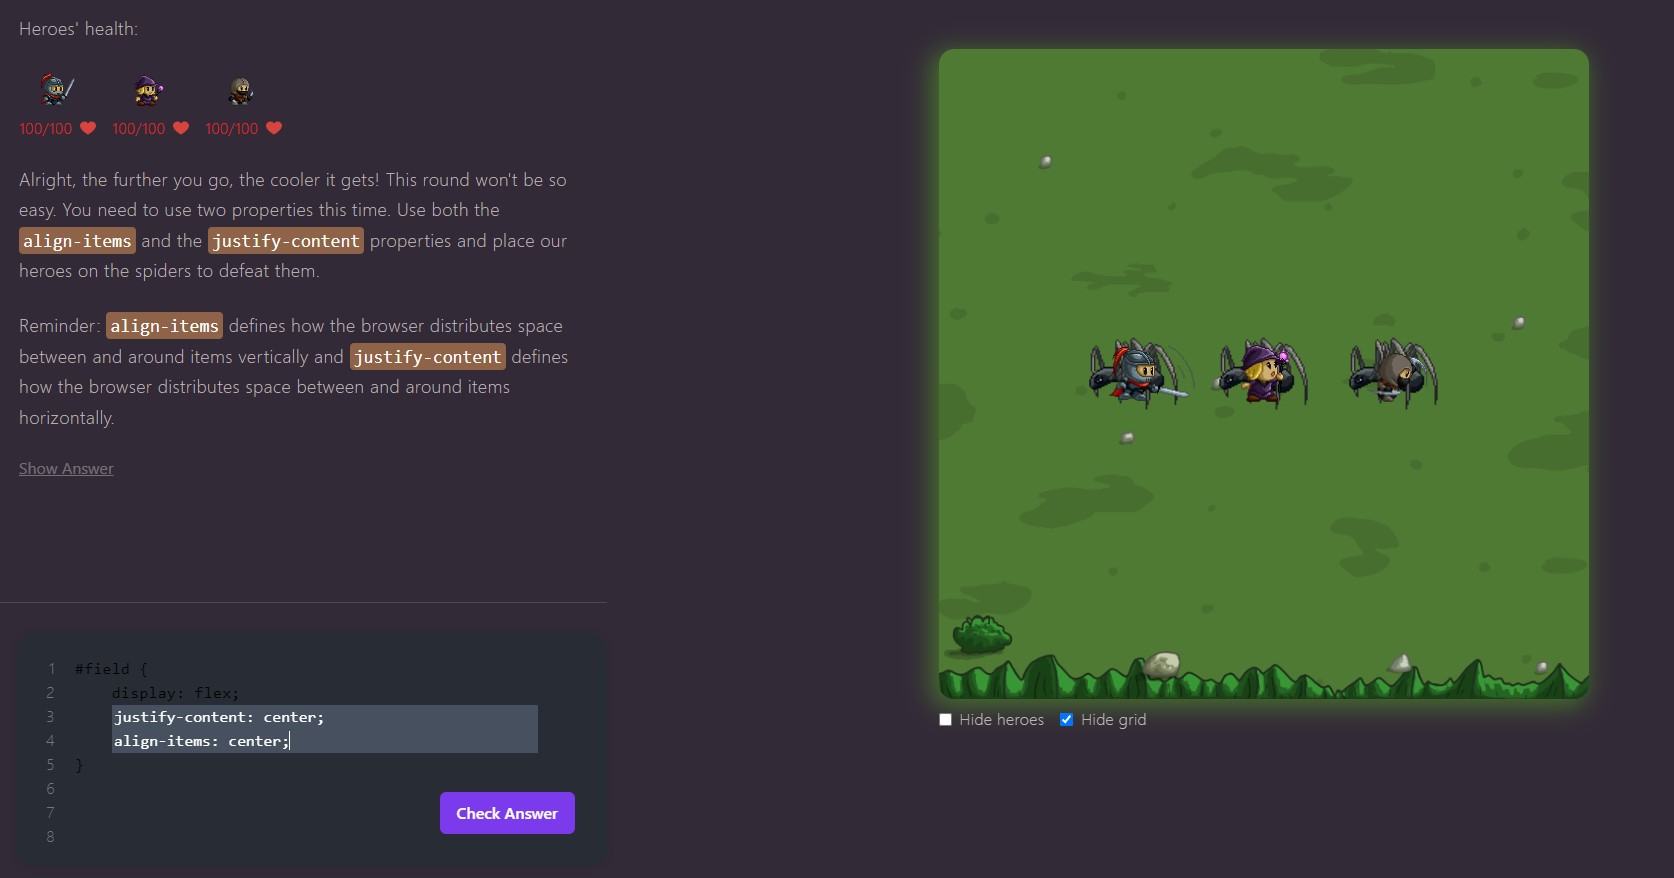 Heroes' health:
100/100 100/100 100/100
Alright, the further you go, the cooler it gets! This round won't be so
easy. You need to use two properties this time. Use both the
align-items and the justify-content properties and place our
heroes on the spiders to defeat them.
Reminder: align-items defines how the browser distributes space
between and around items vertically and justify-content defines
how the browser distributes space between and around items
horizontally.
Show Answer
1 #field {
2 display: flex;
3 justify-content: center;
4 align-items: center;
5 }
6
7
8
Check Answer
Hide heroes Hide grid